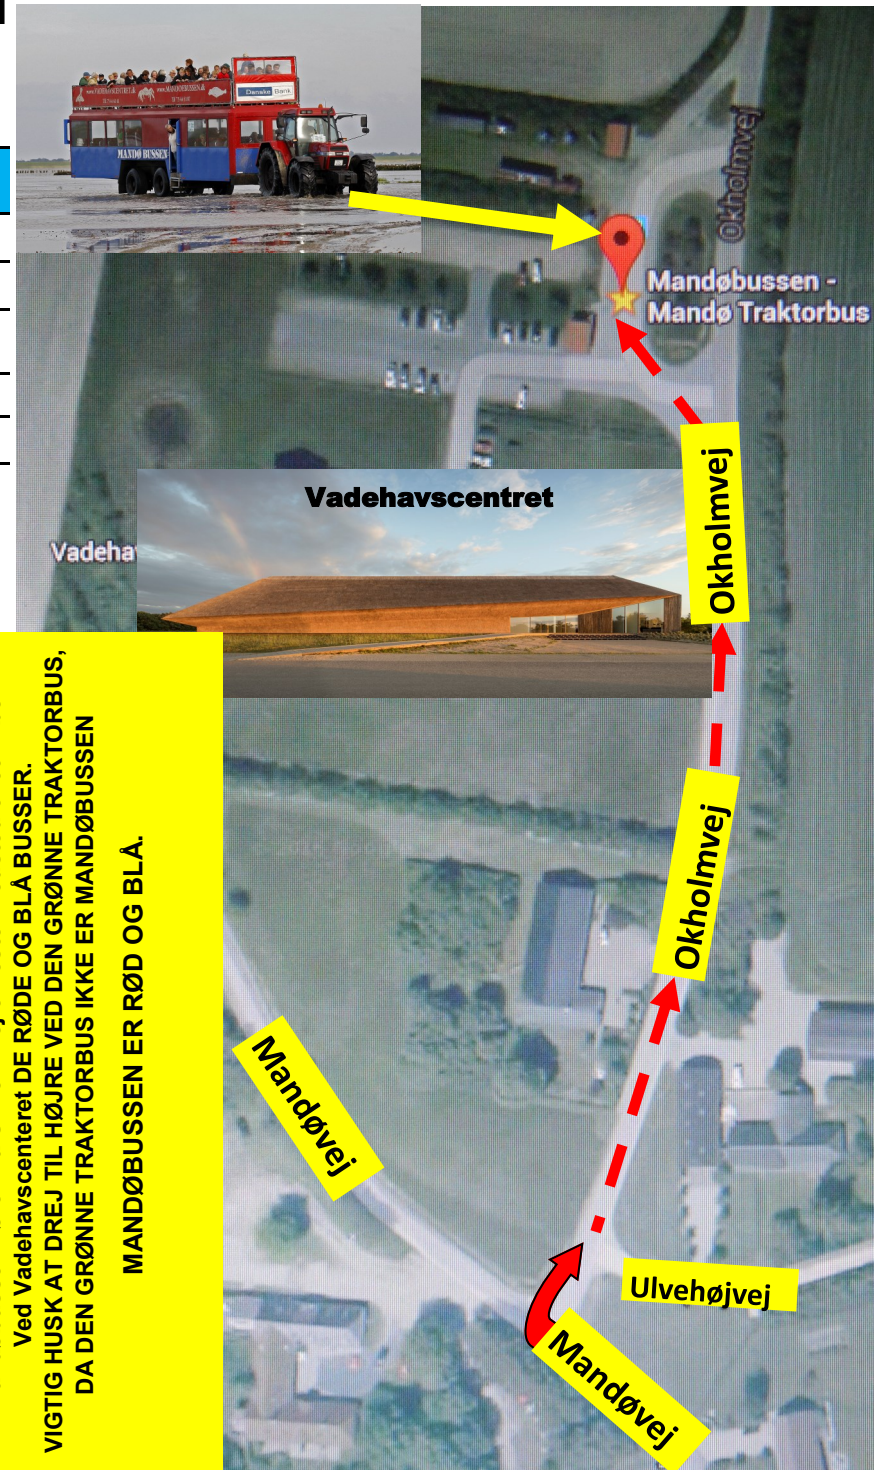 Danske Bank
MANDØ BUSSEN
Okholmvej
Mandøbussen -
Mandø Traktorbus
Okholmvej
Vadehavscentret
Okholmvej
Mandøvej
Ulvehøjvej
Mandøvej
Ved Vadehavscenteret DE RØDE OG BLÅ BUSSER.
VIGTIG HUSK AT DREJ TIL HØJRE VED DEN GRØNNE TRAKTORBUS,
DA DEN GRØNNE TRAKTORBUS IKKE ER MANDØBUSSEN
MANDØBUSSEN ER RØD OG BLÅ.